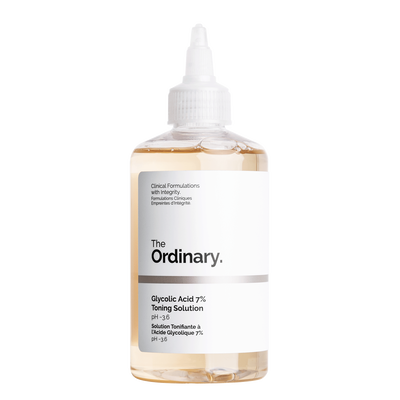 Clinical Formulations
with integrity.
Formulations Cliniques
Empreintes d'Intégrité.
The
Ordinary.
Glycolic Acid 7%
Toning Solution
pH ~3.6
Solution Tonifiante à
l'Acide Glycolique 7%
pH ~3.6